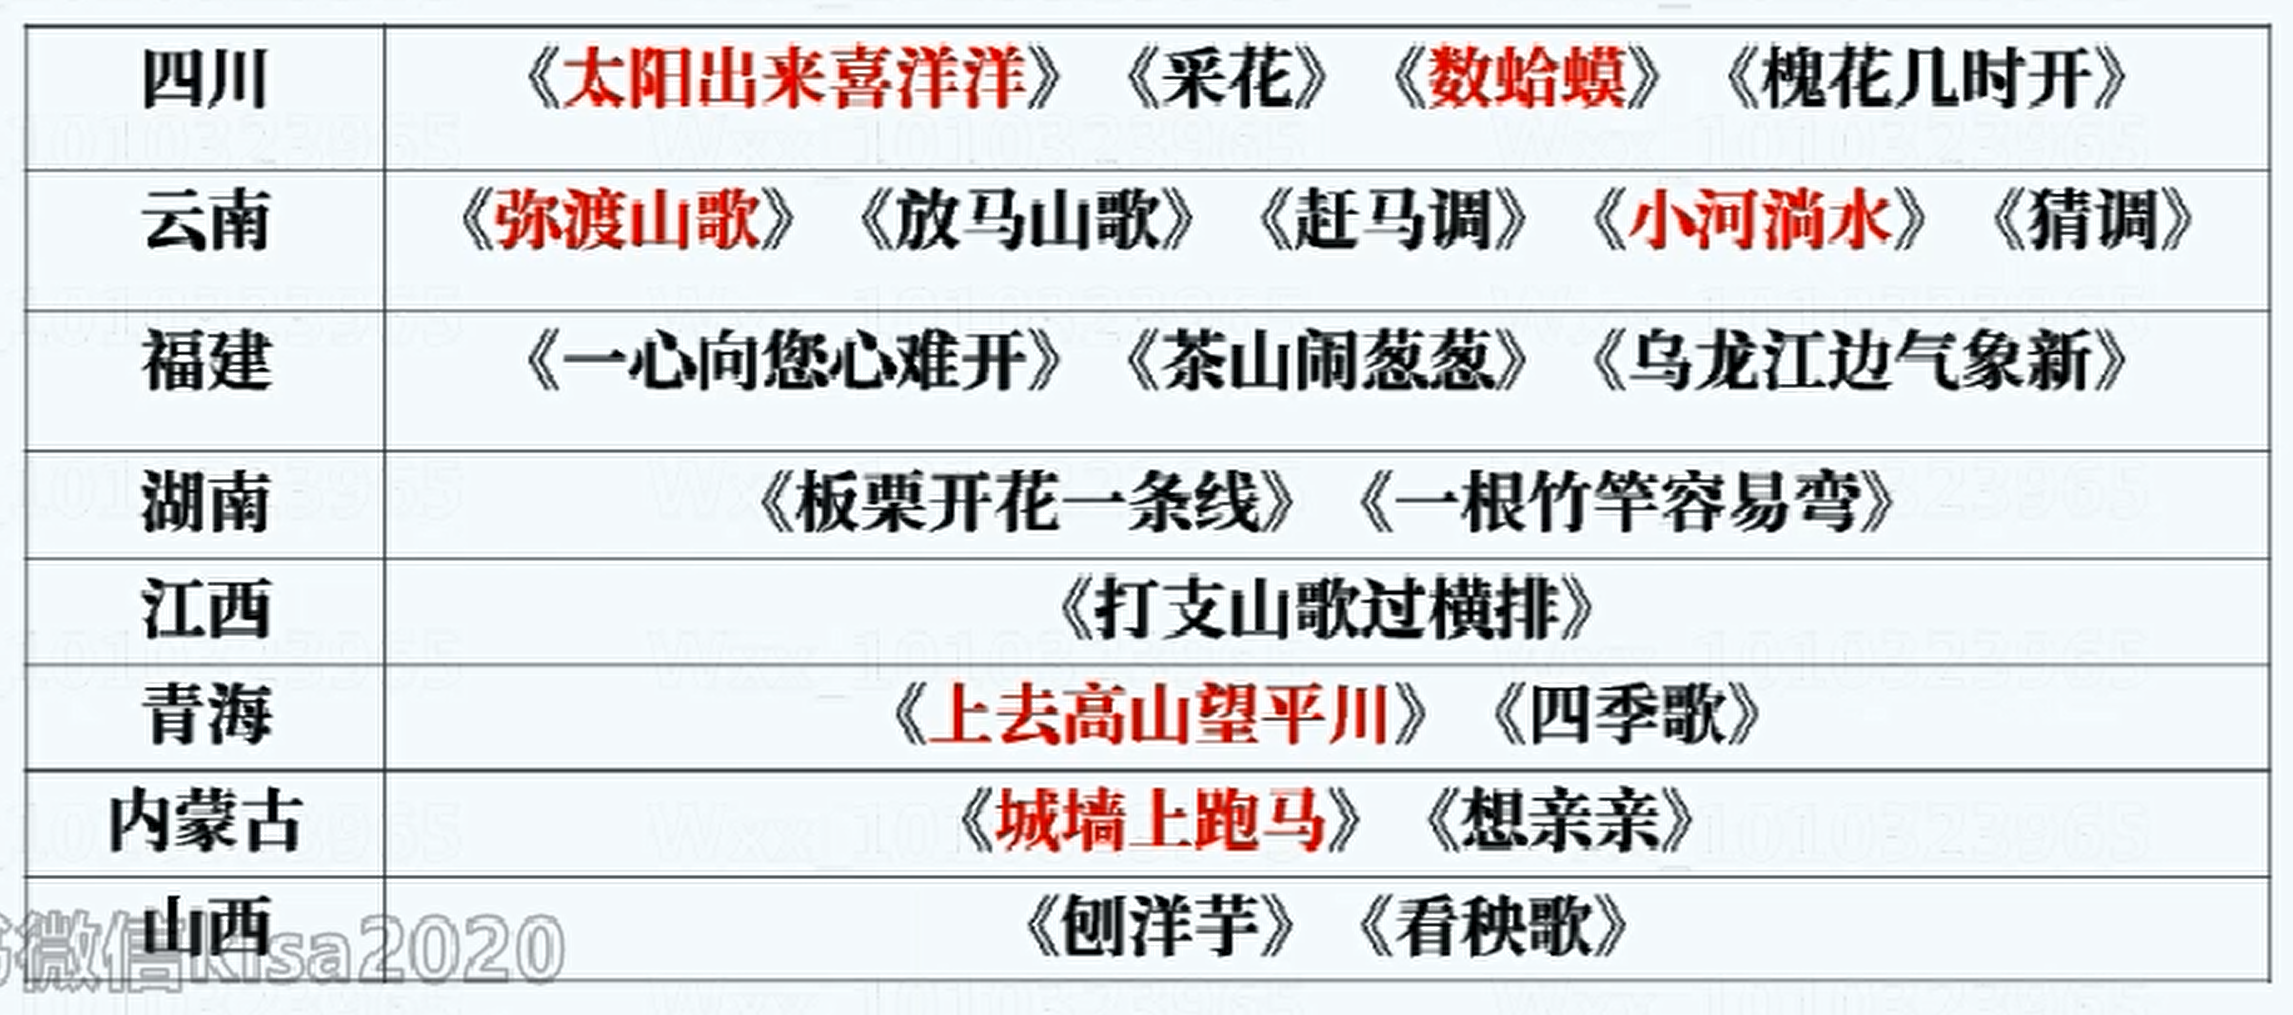 四川 《太阳出来喜洋洋》 《采花》 《数蛤蟆》 《槐花几时开》
云南 《弥渡山歌》 《放马山歌》 《赶马调》 《小河淌水》 《猜调》
福建 《一心向您心难开》 《茶山闹葱葱》 《乌龙江边气象新》
湖南 《板栗开花一条线》 《一根竹竿容易弯》
江西 《打支山歌过横排》
青海 《上去高山望平川》 《四季歌》
内蒙古 《城墙上跑马》 《想亲亲》
山西 《刨洋芋》 《看秧歌》
微信kisa2020
Wxx_1010323965